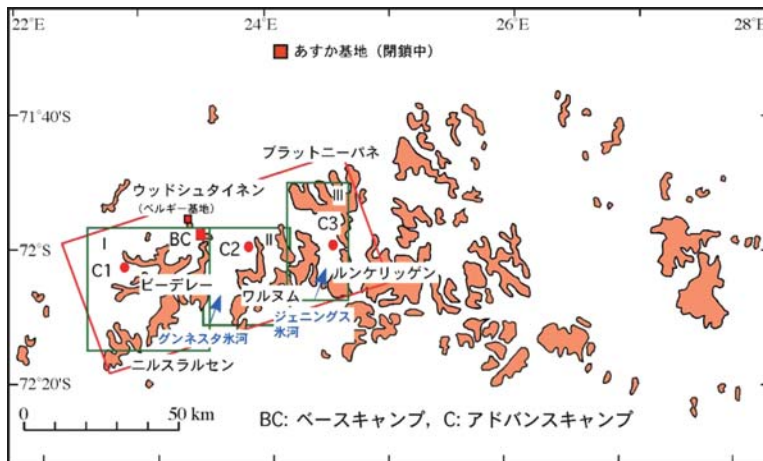 22°E 24°E 26°E 28°E
あすか基地（閉鎖中）
71°40'S
ブラットニーバネ
ウッドシュタイネン
（ベルギー基地）
III
I BC II C3
72°S
C2
C1
ルンケリッゲン
ビーデレー
ワルヌム
ジェニングス
氷河
グンネスタ氷河
ニルスラルセン
72°20'S
0 50 km
BC: ベースキャンプ, C: アドバンスキャンプ